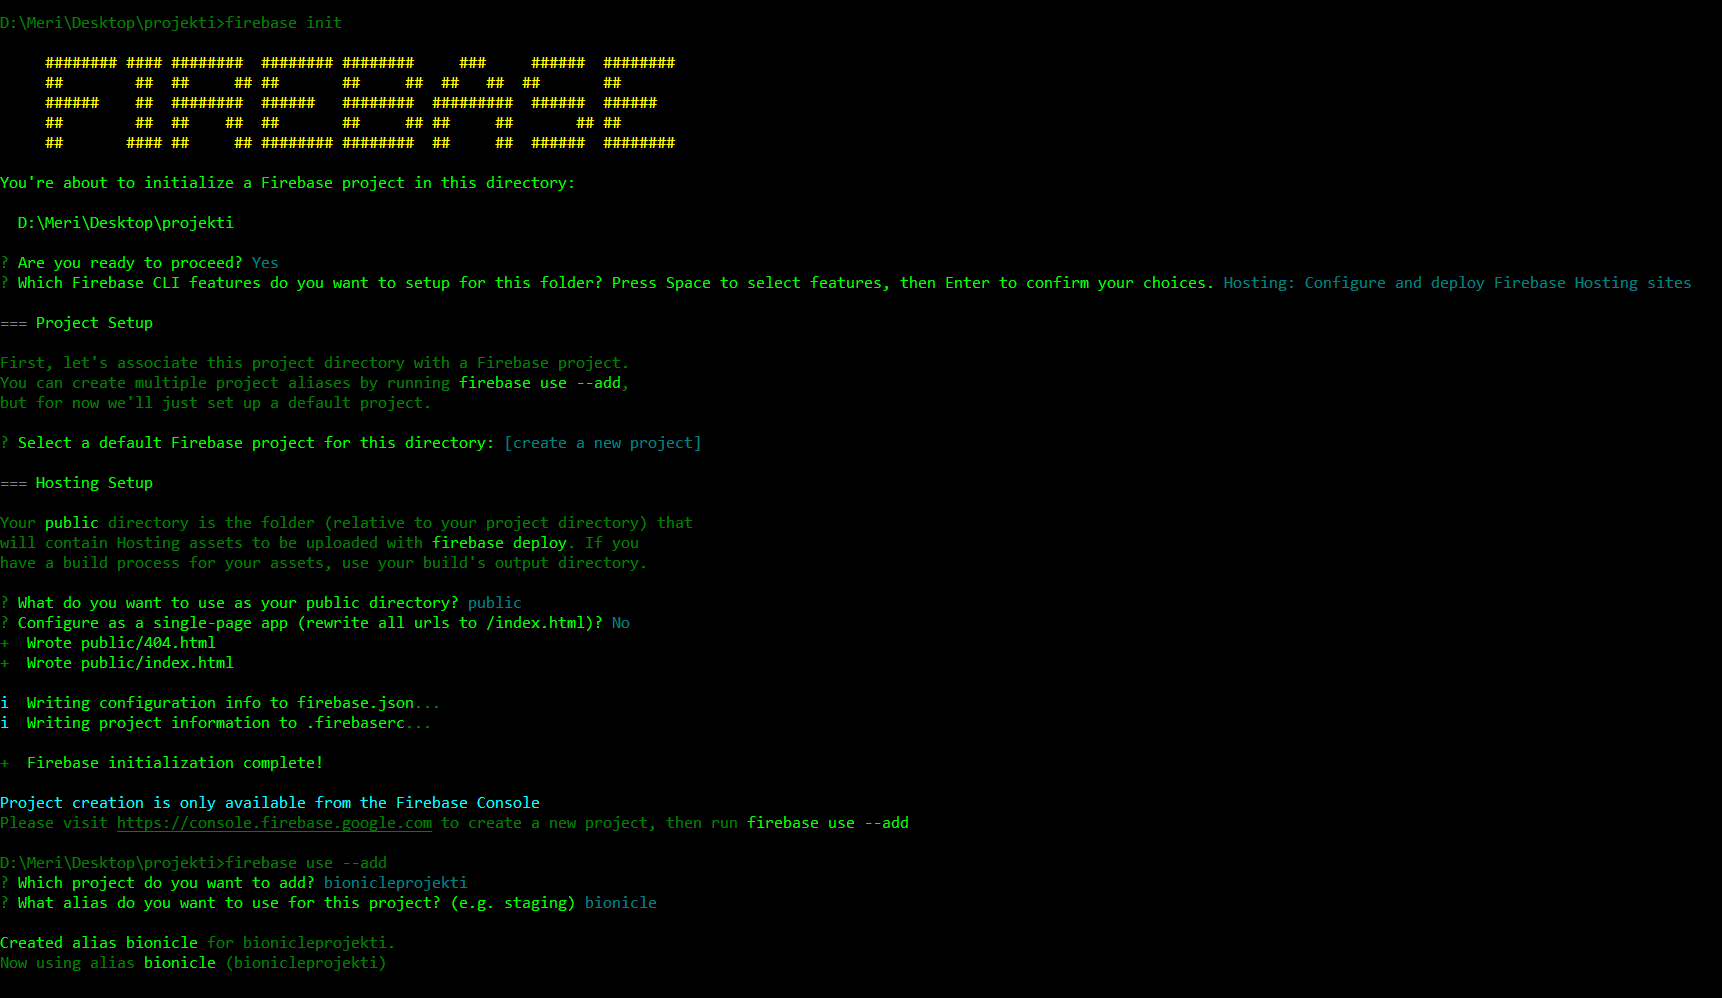 D:\Meri\Desktop\projekti>firebase init
######## #### ########  ######## ########     ###     ######  ########
##        ##  ##     ## ##       ##     ##  ##   ##  ##       ##
######    ##  ########  ######   ########  #########  ######  ######
##        ##  ##    ##  ##       ##     ## ##     ##       ## ##
##       #### ##     ## ######## ########  ##     ##  ######  ########
You're about to initialize a Firebase project in this directory:
D:\Meri\Desktop\projekti
? Are you ready to proceed? Yes
? Which Firebase CLI features do you want to setup for this folder? Press Space to select features, then Enter to confirm your choices. Hosting: Configure and deploy Firebase Hosting sites
=== Project Setup
First, let's associate this project directory with a Firebase project.
You can create multiple project aliases by running firebase use --add,
but for now we'll just set up a default project.
? Select a default Firebase project for this directory: [create a new project]
=== Hosting Setup
Your public directory is the folder (relative to your project directory) that
will contain Hosting assets to be uploaded with firebase deploy. If you
have a build process for your assets, use your build's output directory.
? What do you want to use as your public directory? public
? Configure as a single-page app (rewrite all urls to /index.html)? No
+  Wrote public/404.html
+  Wrote public/index.html
i  Writing configuration info to firebase.json...
i  Writing project information to .firebaserc...
+  Firebase initialization complete!
Project creation is only available from the Firebase Console
Please visit https://console.firebase.google.com to create a new project, then run firebase use --add
D:\Meri\Desktop\projekti>firebase use --add
? Which project do you want to add? bionicleprojekti
? What alias do you want to use for this project? (e.g. staging) bionicle
Created alias bionicle for bionicleprojekti.
Now using alias bionicle (bionicleprojekti)